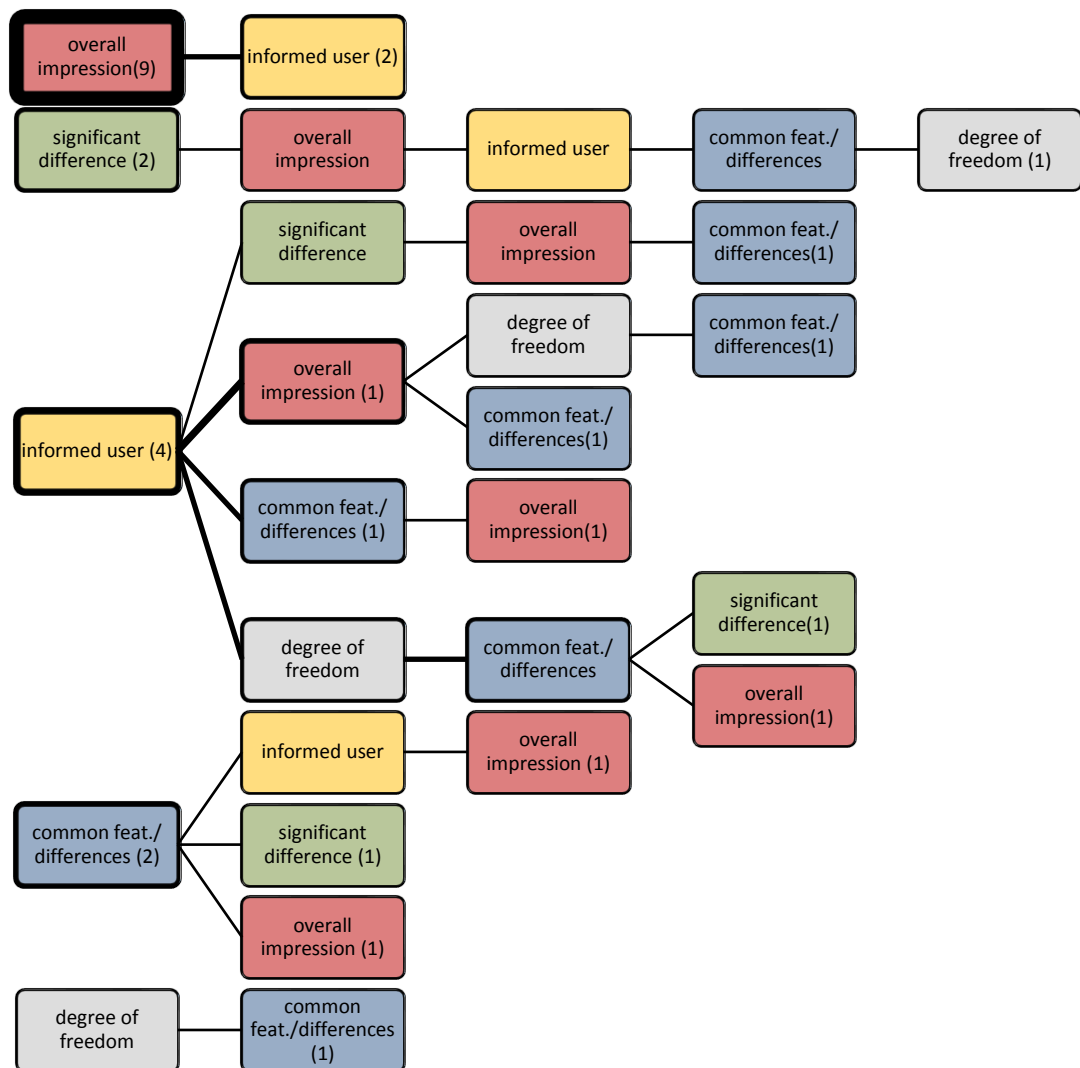 overall
impression(9)
informed user (2)
significant
difference (2)
overall
impression
informed user
common feat./
differences
degree of
freedom (1)
significant
difference
overall
impression
common feat./
differences(1)
degree of
freedom
common feat./
differences(1)
overall
impression (1)
common feat./
differences(1)
informed user (4)
common feat./
differences (1)
overall
impression(1)
significant
difference(1)
degree of
freedom
common feat./
differences
overall
impression(1)
informed user
overall
impression (1)
common feat./
differences (2)
significant
difference (1)
overall
impression (1)
degree of
freedom
common
feat./differences
(1)